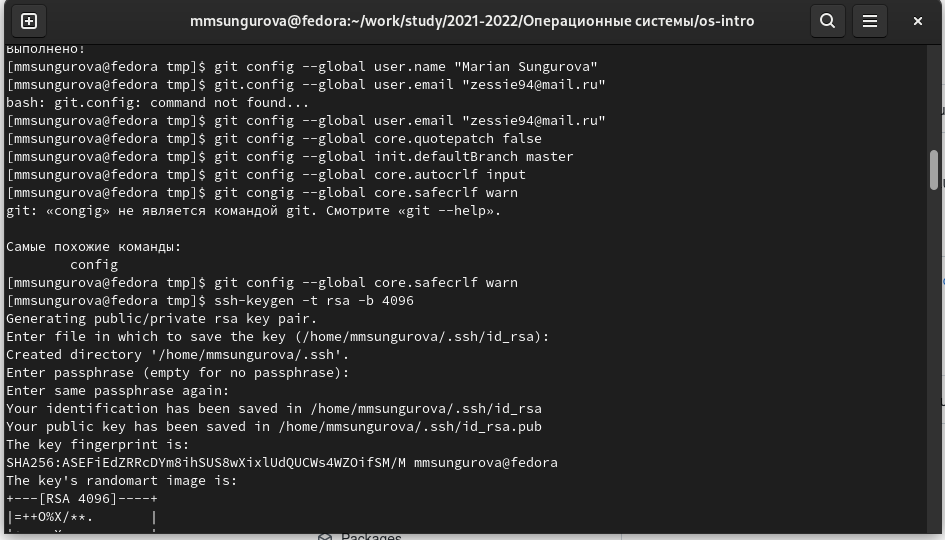 mmsungurova@fedora:~/work/study/2021-2022/Операционные системы/os-intro
Выполнено!
[mmsungurova@fedora tmp]$ git config --global user.name "Marian Sungurova"
[mmsungurova@fedora tmp]$ git.config --global user.email "zessie94@mail.ru"
bash: git.config: command not found...
[mmsungurova@fedora tmp]$ git config --global user.email "zessie94@mail.ru"
[mmsungurova@fedora tmp]$ git config --global core.quotepatch false
[mmsungurova@fedora tmp]$ git config --global init.defaultBranch master
[mmsungurova@fedora tmp]$ git config --global core.autocrlf input
[mmsungurova@fedora tmp]$ git congig --global core.safecrlf warn
git: «congig» не является командой git. Смотрите «git --help».
Самые похожие команды:
config
[mmsungurova@fedora tmp]$ git config --global core.safecrlf warn
[mmsungurova@fedora tmp]$ ssh-keygen -t rsa -b 4096
Generating public/private rsa key pair.
Enter file in which to save the key (/home/mmsungurova/.ssh/id_rsa):
Created directory '/home/mmsungurova/.ssh'.
Enter passphrase (empty for no passphrase):
Enter same passphrase again:
Your identification has been saved in /home/mmsungurova/.ssh/id_rsa
Your public key has been saved in /home/mmsungurova/.ssh/id_rsa.pub
The key fingerprint is:
SHA256:ASEFiEdZRRcDYm8ihSUS8wXixlUdQUCWs4WZOifSM/M mmsungurova@fedora
The key's randomart image is:
+---[RSA 4096]----+
|=++O%X/**.       |
Packages